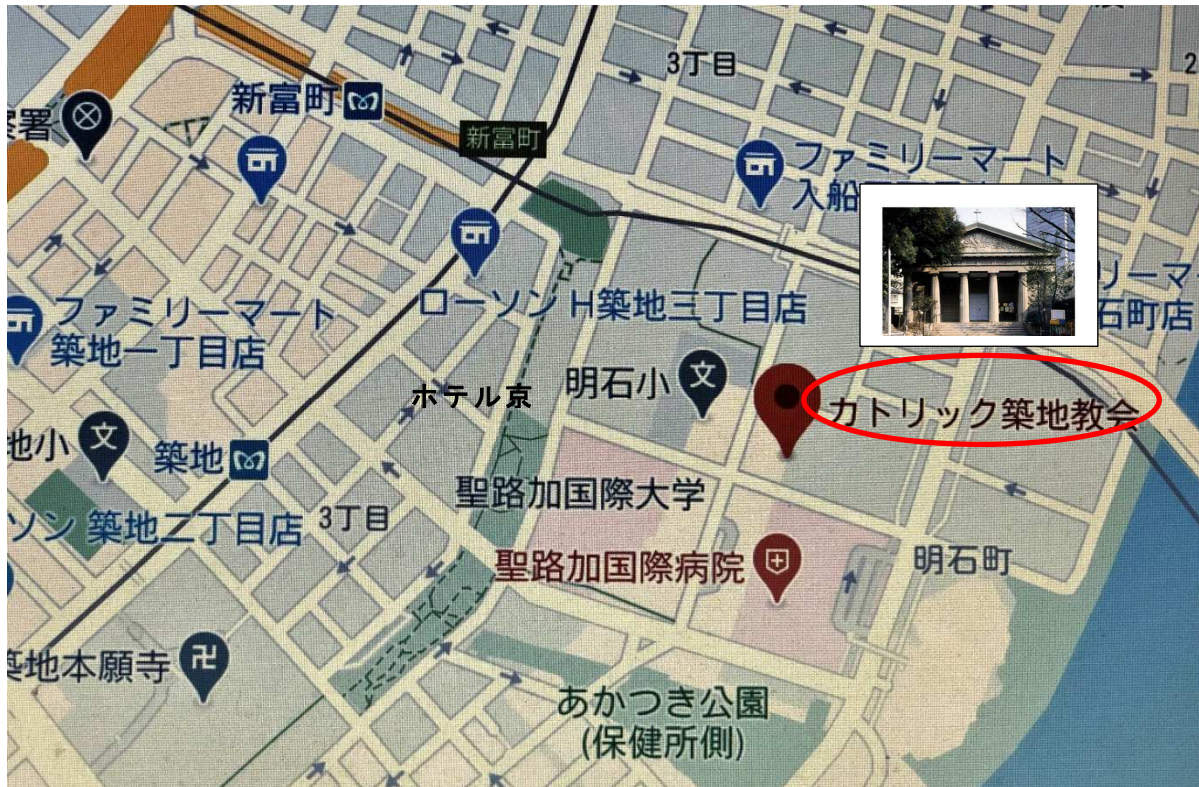 3丁目
2
新富町
新富町
署
ファミリーマート
入船
リーマ
石町店
ローソン H築地三丁目店
ファミリーマート
築地一丁目店
ホテル京
明石小
カトリック築地教会
地小
築地
聖路加国際大学
ソン 築地二丁目店
3丁目
聖路加国際病院
明石町
築地本願寺
あかつき公園
(保健所側)